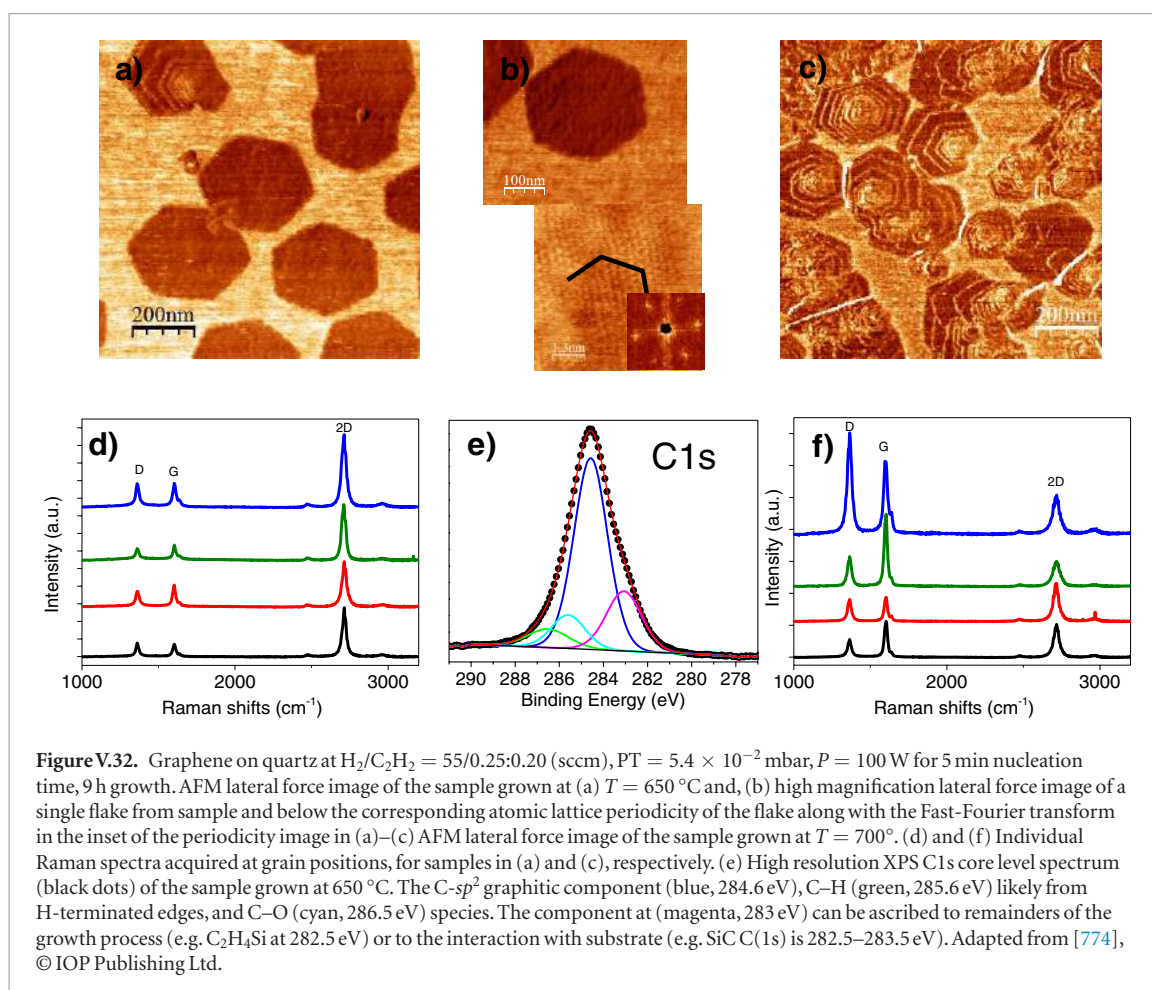 a)
b)
c)
200nm
100nm
200nm
d)
D
G
2D
Intensity (a.u.)
1000
2000
3000
Raman shifts (cm⁻¹)
e)
C1s
290
288
286
284
282
280
278
Binding Energy (eV)
f)
D
G
2D
Intensity (a.u.)
1000
2000
3000
Raman shifts (cm⁻¹)
Figure V.32. Graphene on quartz at H₂/C₂H₂ = 55/0.25:0.20 (sccm), PT = 5.4 × 10⁻² mbar, P = 100 W for 5 min nucleation
time, 9 h growth. AFM lateral force image of the sample grown at (a) T = 650 °C and, (b) high magnification lateral force image of a
single flake from sample and below the corresponding atomic lattice periodicity of the flake along with the Fast-Fourier transform
in the inset of the periodicity image in (a)–(c) AFM lateral force image of the sample grown at T = 700°. (d) and (f) Individual
Raman spectra acquired at grain positions, for samples in (a) and (c), respectively. (e) High resolution XPS C1s core level spectrum
(black dots) of the sample grown at 650 °C. The C-sp² graphitic component (blue, 284.6 eV), C–H (green, 285.6 eV) likely from
H-terminated edges, and C–O (cyan, 286.5 eV) species. The component at (magenta, 283 eV) can be ascribed to remainders of the
growth process (e.g. C₂H₄Si at 282.5 eV) or to the interaction with substrate (e.g. SiC C(1s) is 282.5–283.5 eV). Adapted from [774],
© IOP Publishing Ltd.